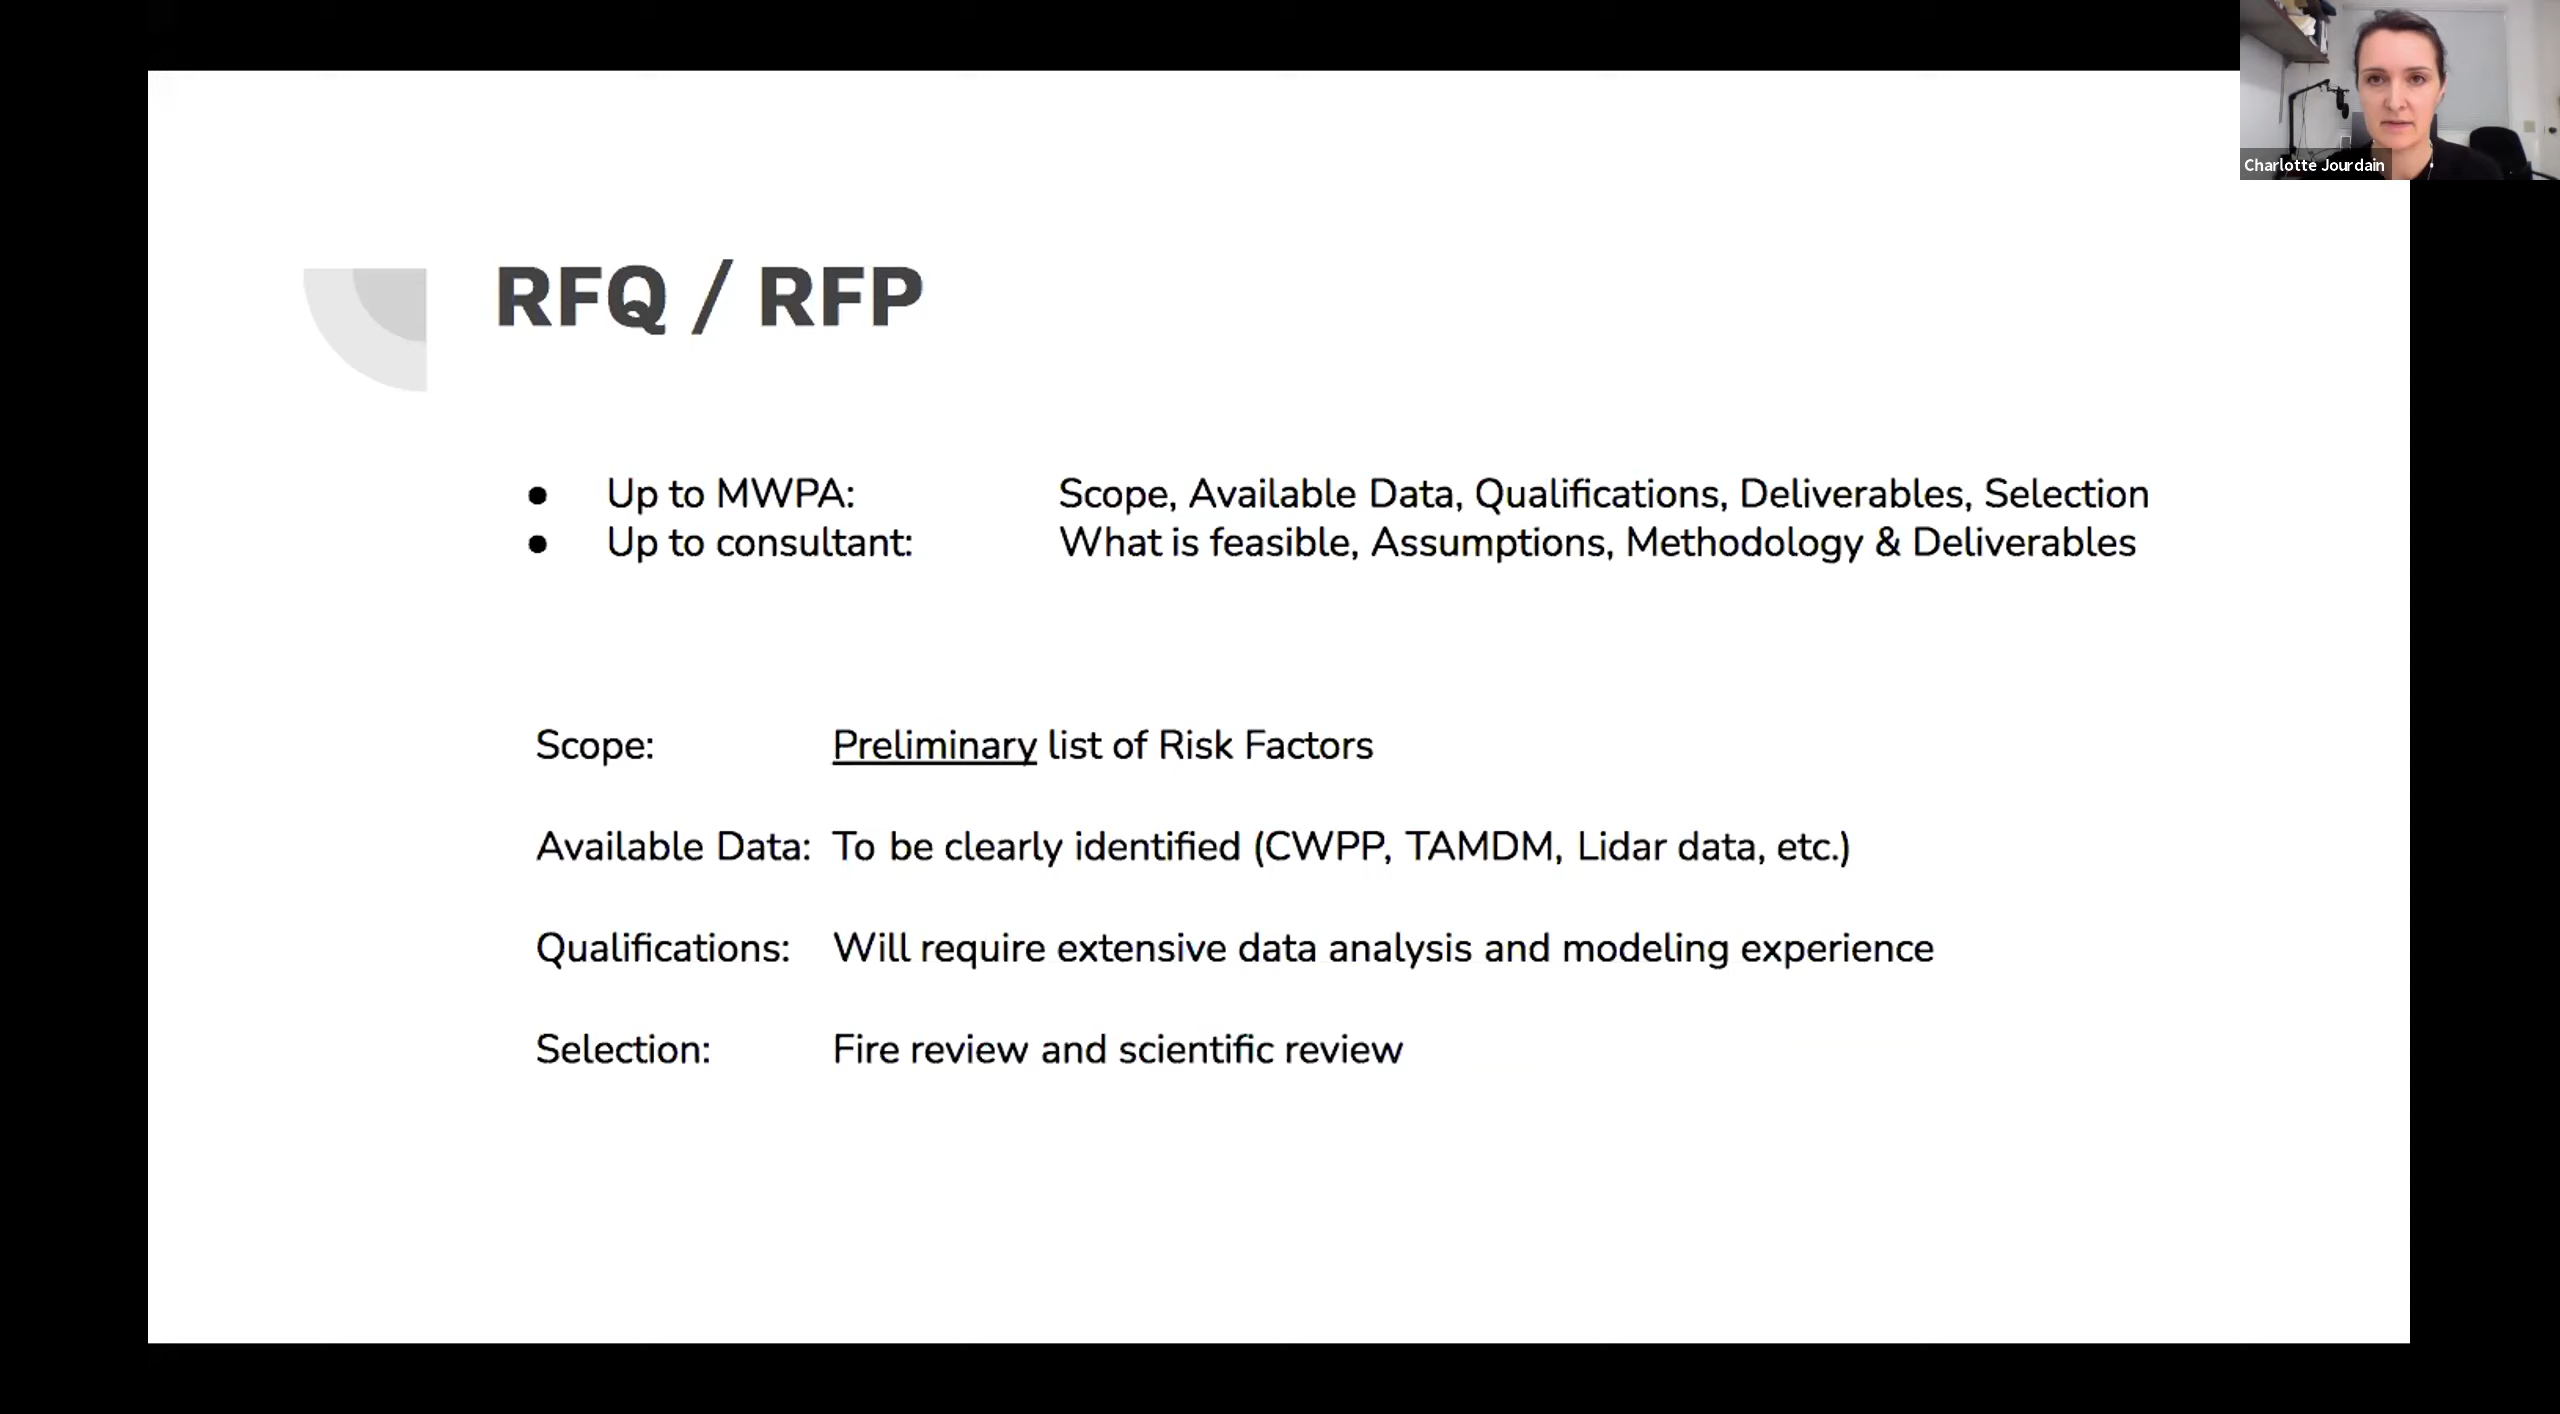 Charlotte Jourdain
RFQ / RFP
● Up to MWPA: Scope, Available Data, Qualifications, Deliverables, Selection
● Up to consultant: What is feasible, Assumptions, Methodology & Deliverables
Scope: Preliminary list of Risk Factors
Available Data: To be clearly identified (CWPP, TAMDM, Lidar data, etc.)
Qualifications: Will require extensive data analysis and modeling experience
Selection: Fire review and scientific review